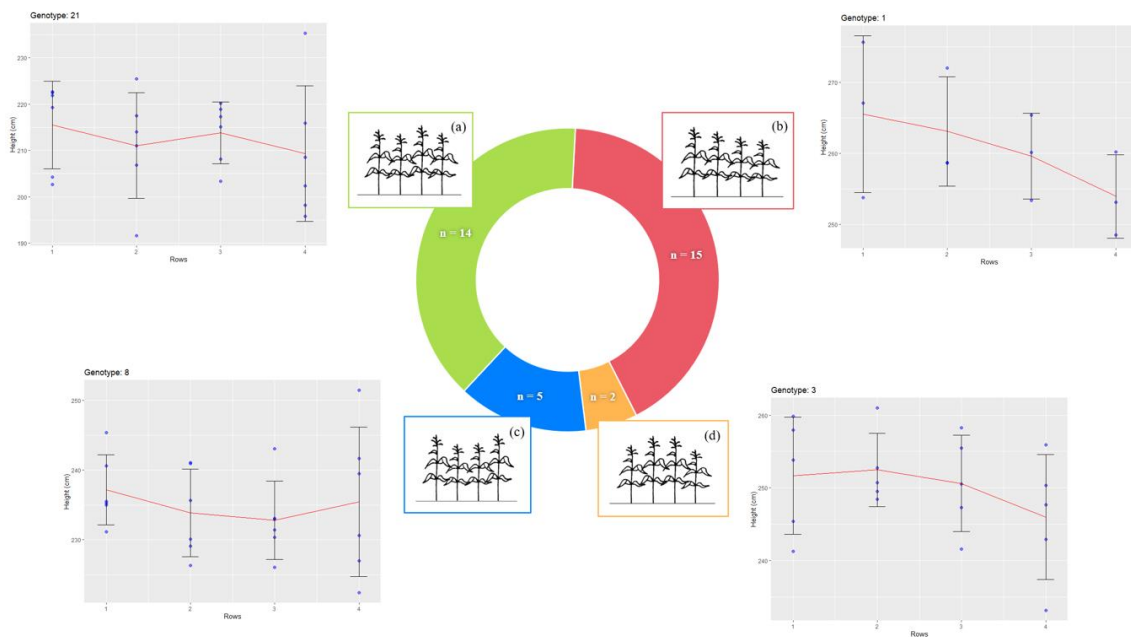 Genotype: 21
Height (cm)
230
220
210
200
190
1
2
3
4
Rows
Genotype: 1
Height (cm)
270
260
250
1
2
3
4
Rows
(a)
(b)
n = 14
n = 15
n = 5
n = 2
(c)
(d)
Genotype: 8
Height (cm)
250
240
230
1
2
3
4
Rows
Genotype: 3
Height (cm)
260
250
240
1
2
3
4
Rows